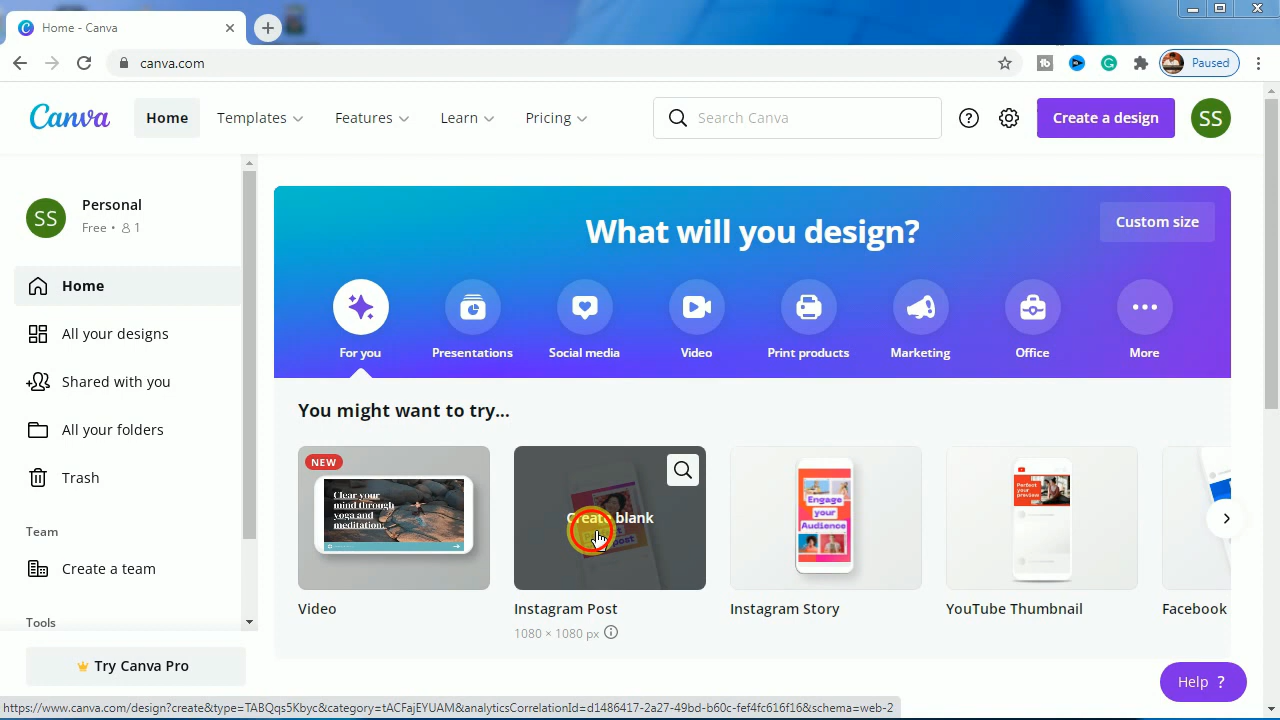 Home - Canva
canva.com
Paused
Canva
Home
Templates
Features
Learn
Pricing
Search Canva
Create a design
SS
SS
Personal
Free • 1
Home
All your designs
Shared with you
All your folders
Trash
Team
Create a team
Tools
Try Canva Pro
What will you design?
Custom size
For you
Presentations
Social media
Video
Print products
Marketing
Office
More
You might want to try...
NEW
Clear your
mind through
yoga and
meditation.
Create blank
Engage
your
Audience
Perfect
your
preview
Video
Instagram Post
Instagram Story
YouTube Thumbnail
Facebook
1080 × 1080 px
Help ?
https://www.canva.com/design?create&type=TABQqs5Kbyc&category=tACFajEYUAM&analyticsCorrelationId=d1486417-2a27-49bd-b60c-fef4fc616f16&schema=web-2